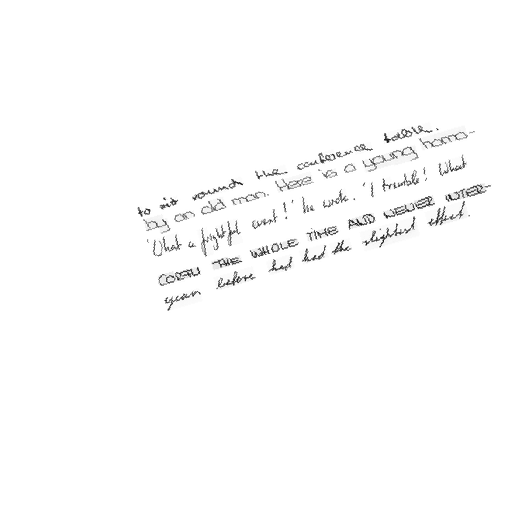 to sit round the conference table.
by an old man. Here is a young homo-
'What a frightful event!' he wrote. 'I tremble! What
THE WHOLE TIME AND NEVER INTER-
years before had had the slightest effect.